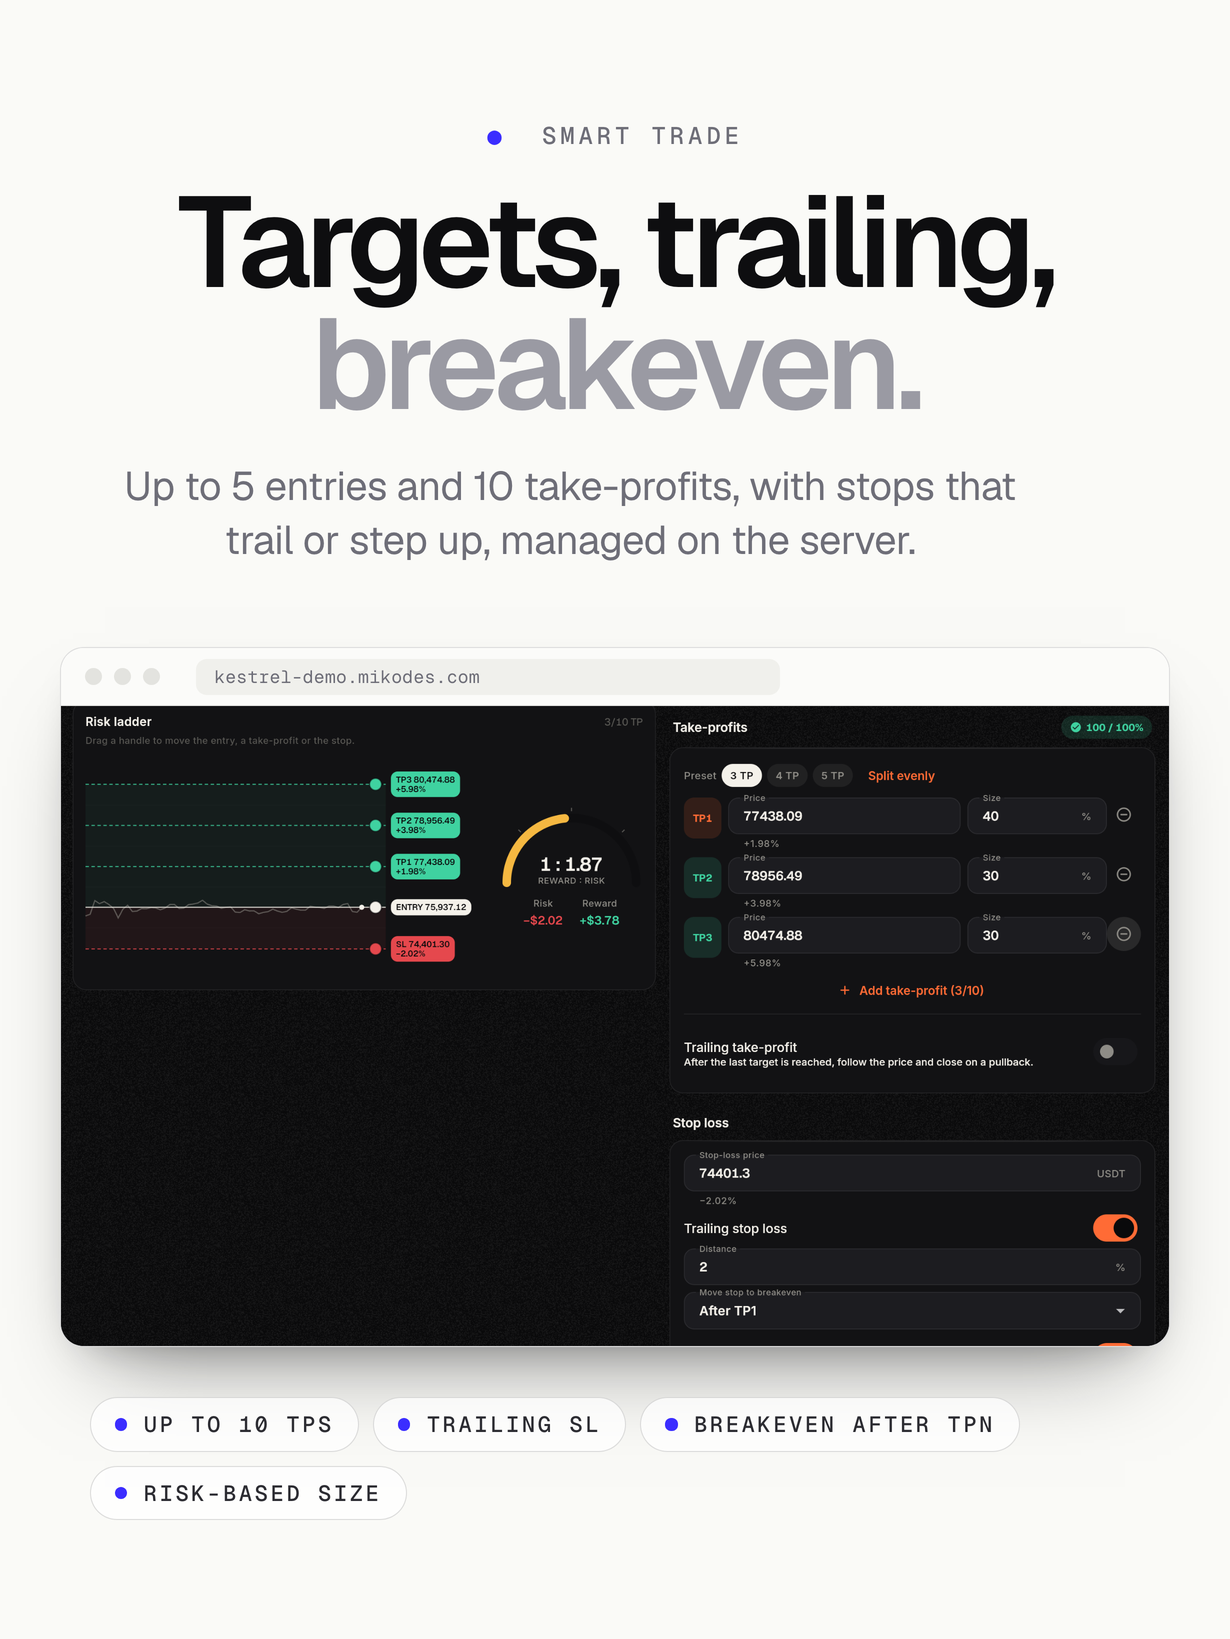 SMART TRADE
Targets, trailing,
breakeven.
Up to 5 entries and 10 take-profits, with stops that
trail or step up, managed on the server.
kestrel-demo.mikodes.com
Risk ladder
3/10 TP
Drag a handle to move the entry, a take-profit or the stop.
TP3 80,474.88
+5.98%
TP2 78,956.49
+3.98%
TP1 77,438.09
+1.98%
ENTRY 75,937.12
SL 74,401.30
−2.02%
1 : 1.87
REWARD : RISK
Risk
Reward
−$2.02
+$3.78
Take-profits
100 / 100%
Preset
3 TP
4 TP
5 TP
Split evenly
TP1
Price
77438.09
Size
40
%
+1.98%
TP2
Price
78956.49
Size
30
%
+3.98%
TP3
Price
80474.88
Size
30
%
+5.98%
+ Add take-profit (3/10)
Trailing take-profit
After the last target is reached, follow the price and close on a pullback.
Stop loss
Stop-loss price
74401.3
USDT
−2.02%
Trailing stop loss
Distance
2
%
Move stop to breakeven
After TP1
UP TO 10 TPS
TRAILING SL
BREAKEVEN AFTER TPN
RISK-BASED SIZE